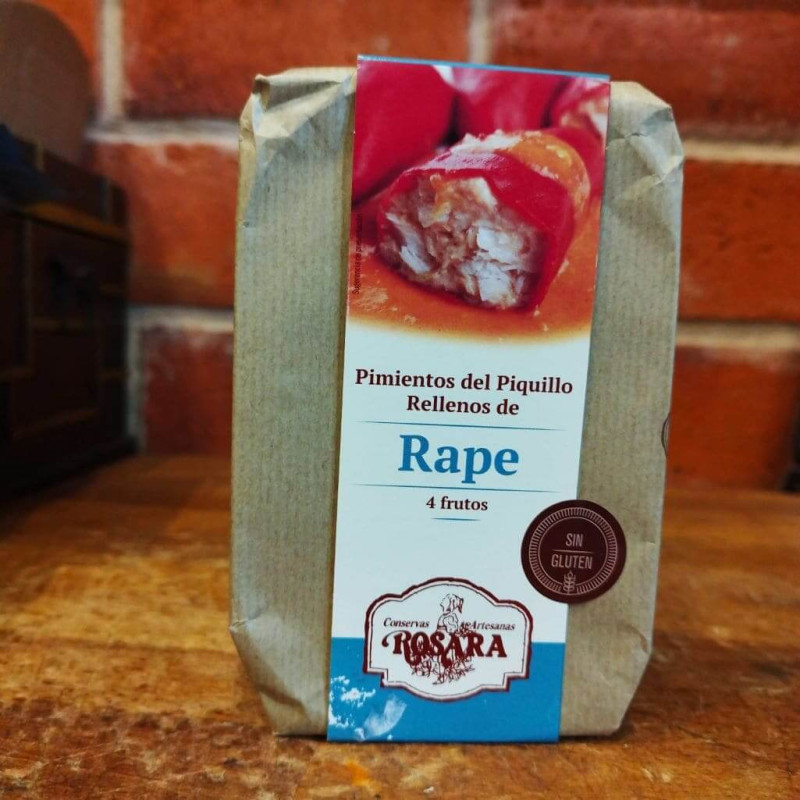 Pimientos del Piquillo
Rellenos de
Rape
4 frutos
SIN
GLUTEN
Conservas Artesanas
ROSARA